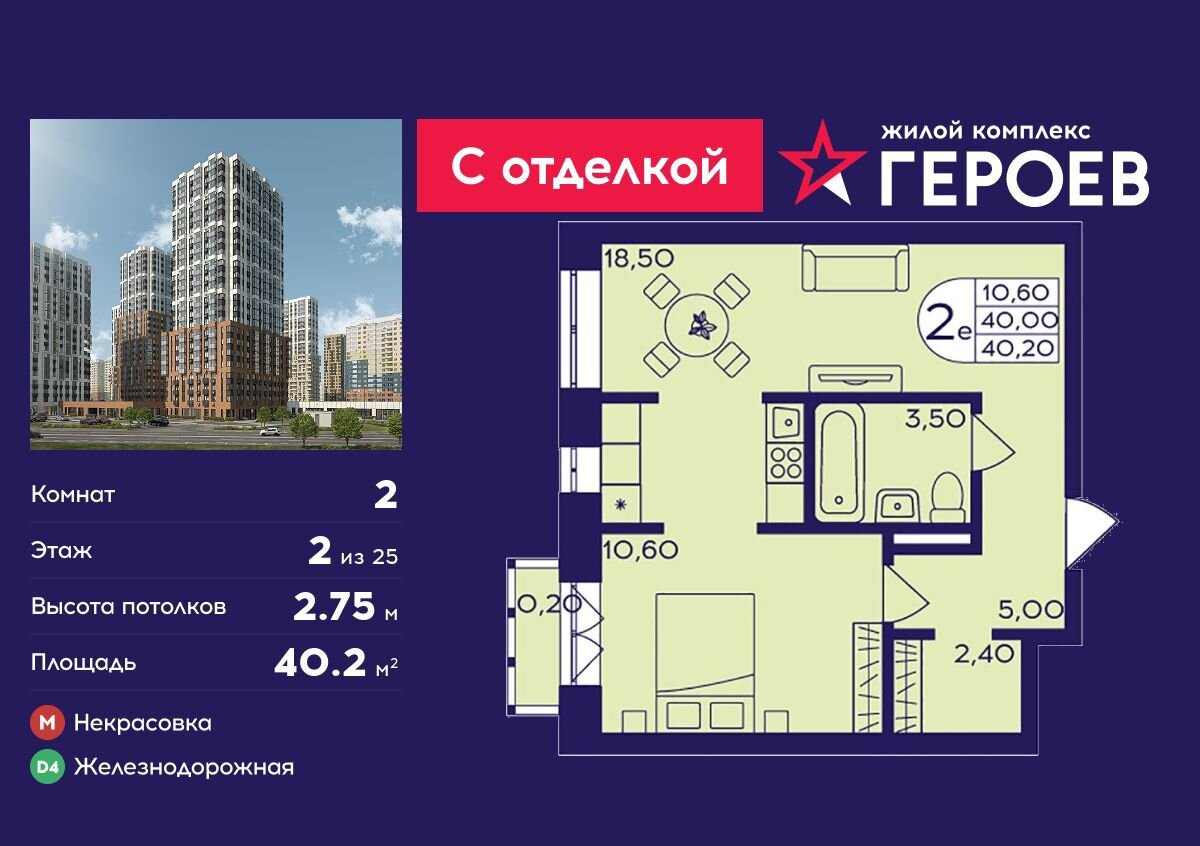 С отделкой
ЖИЛОЙ КОМПЛЕКС
ГЕРОЕВ
Комнат 2
Этаж 2 из 25
Высота потолков 2.75 м
Площадь 40.2 м²
М Некрасовка
D4 Железнодорожная
18,50
2е
10,60
40,00
40,20
3,50
10,60
0,20
5,00
2,40